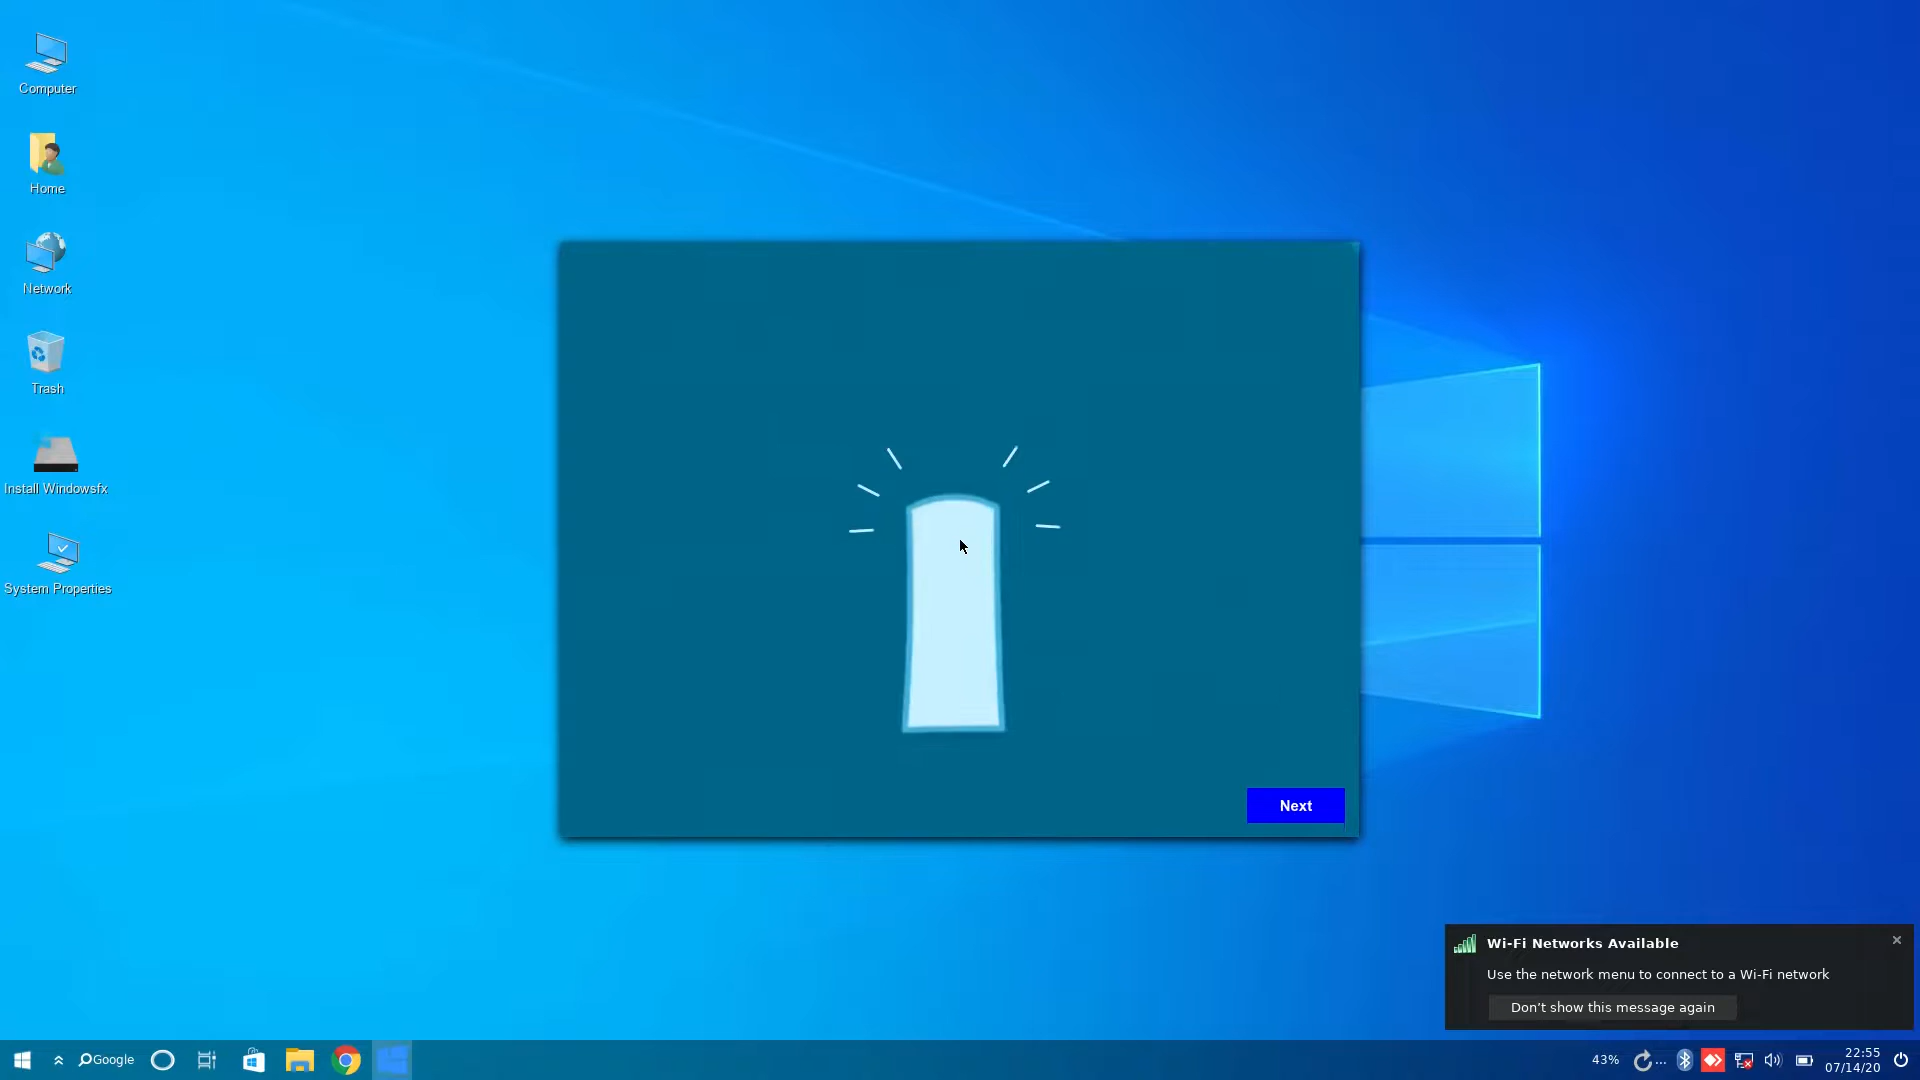 Computer
Home
Network
Trash
Install Windowsfx
System Properties
Next
Wi-Fi Networks Available
Use the network menu to connect to a Wi-Fi network
Don't show this message again
Google
43%
...
22:55
07/14/20